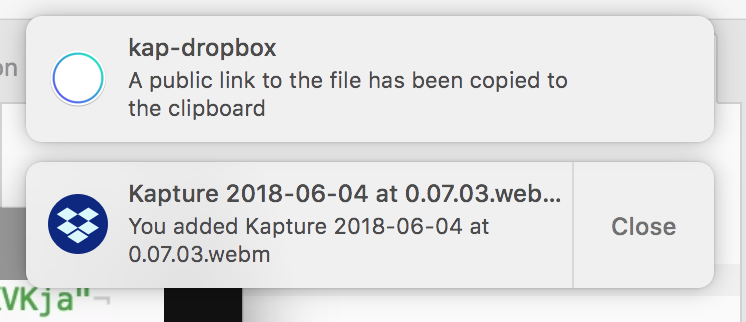 on
kap-dropbox
A public link to the file has been copied to
the clipboard
Kapture 2018-06-04 at 0.07.03.web...
You added Kapture 2018-06-04 at
0.07.03.webm
Close
VKja"¬